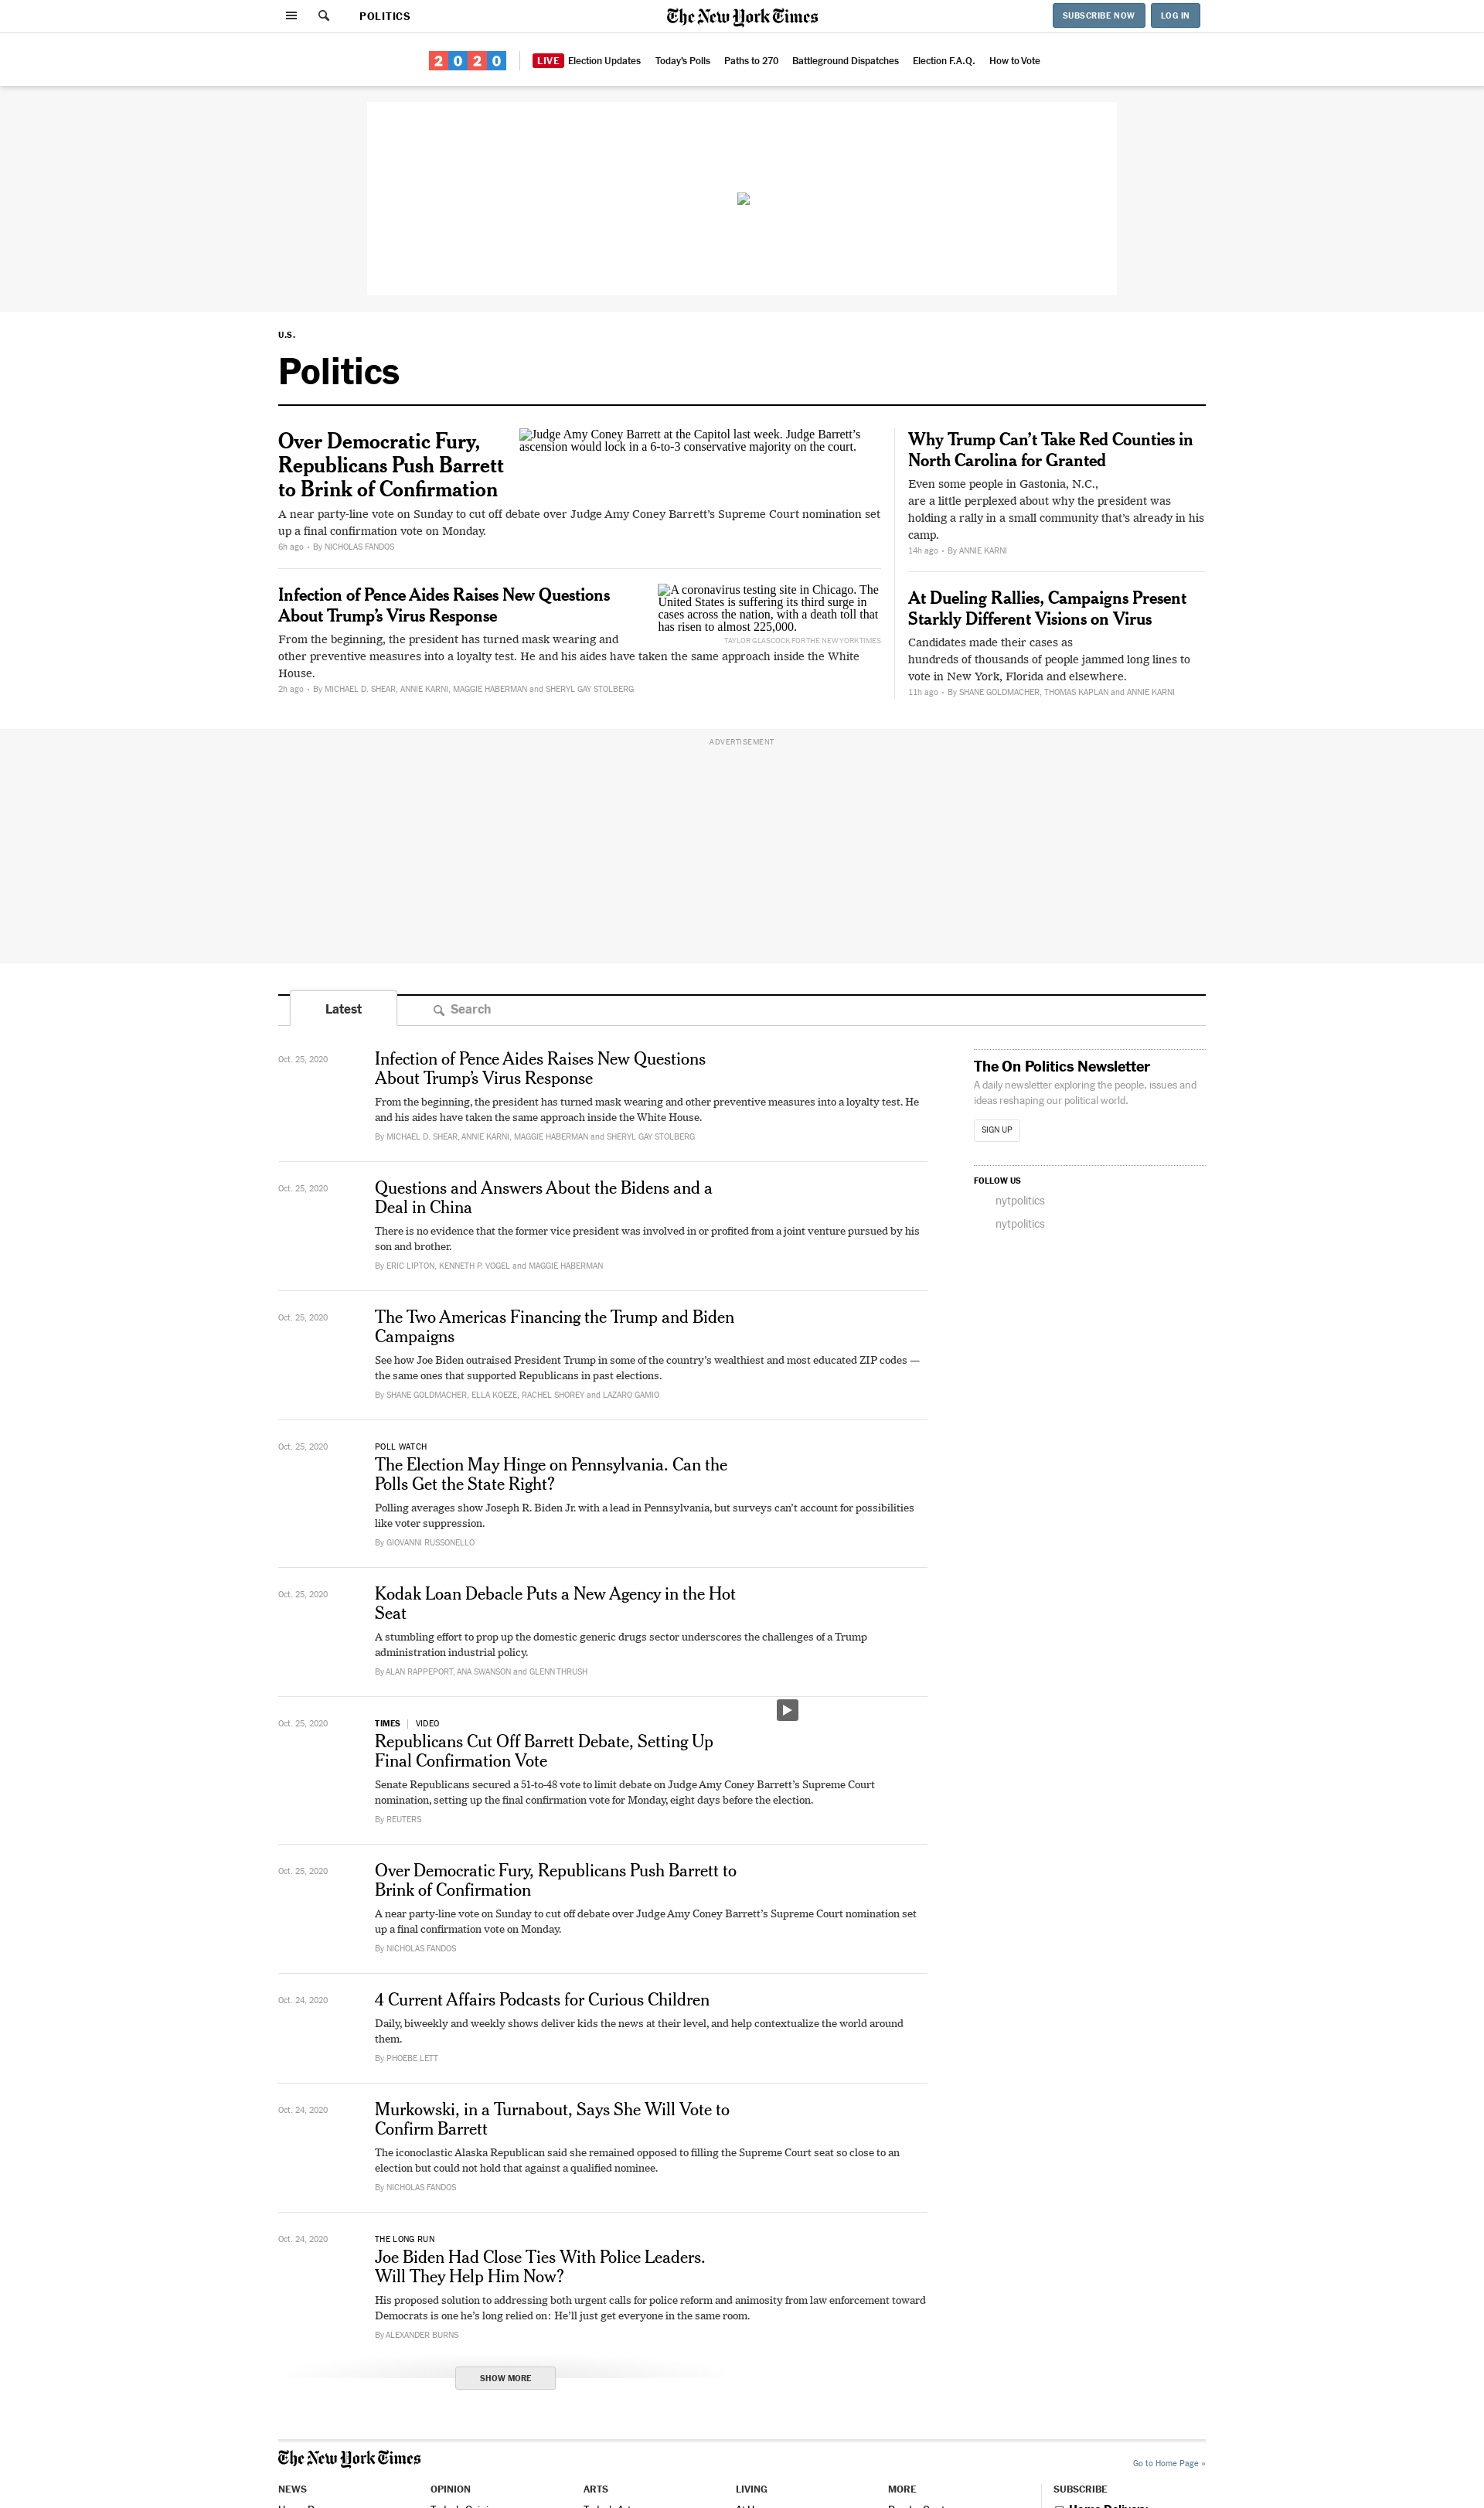 POLITICS
The New York Times
SUBSCRIBE NOW
LOG IN
2020
LIVE Election Updates
Today's Polls
Paths to 270
Battleground Dispatches
Election F.A.Q.
How to Vote
U.S.
Politics
Over Democratic Fury,
Republicans Push Barrett
to Brink of Confirmation
Judge Amy Coney Barrett at the Capitol last week. Judge Barrett’s
ascension would lock in a 6-to-3 conservative majority on the court.
A near party-line vote on Sunday to cut off debate over Judge Amy Coney Barrett’s Supreme Court nomination set
up a final confirmation vote on Monday.
6h ago • By NICHOLAS FANDOS
Infection of Pence Aides Raises New Questions
About Trump’s Virus Response
A coronavirus testing site in Chicago. The
United States is suffering its third surge in
cases across the nation, with a death toll that
has risen to almost 225,000.
TAYLOR GLASCOCK FOR THE NEW YORK TIMES
From the beginning, the president has turned mask wearing and
other preventive measures into a loyalty test. He and his aides have taken the same approach inside the White
House.
2h ago • By MICHAEL D. SHEAR, ANNIE KARNI, MAGGIE HABERMAN and SHERYL GAY STOLBERG
Why Trump Can’t Take Red Counties in
North Carolina for Granted
Even some people in Gastonia, N.C.,
are a little perplexed about why the president was
holding a rally in a small community that’s already in his
camp.
14h ago • By ANNIE KARNI
At Dueling Rallies, Campaigns Present
Starkly Different Visions on Virus
Candidates made their cases as
hundreds of thousands of people jammed long lines to
vote in New York, Florida and elsewhere.
11h ago • By SHANE GOLDMACHER, THOMAS KAPLAN and ANNIE KARNI
ADVERTISEMENT
Latest
Search
Oct. 25, 2020
Infection of Pence Aides Raises New Questions
About Trump’s Virus Response
From the beginning, the president has turned mask wearing and other preventive measures into a loyalty test. He
and his aides have taken the same approach inside the White House.
By MICHAEL D. SHEAR, ANNIE KARNI, MAGGIE HABERMAN and SHERYL GAY STOLBERG
Oct. 25, 2020
Questions and Answers About the Bidens and a
Deal in China
There is no evidence that the former vice president was involved in or profited from a joint venture pursued by his
son and brother.
By ERIC LIPTON, KENNETH P. VOGEL and MAGGIE HABERMAN
Oct. 25, 2020
The Two Americas Financing the Trump and Biden
Campaigns
See how Joe Biden outraised President Trump in some of the country’s wealthiest and most educated ZIP codes —
the same ones that supported Republicans in past elections.
By SHANE GOLDMACHER, ELLA KOEZE, RACHEL SHOREY and LAZARO GAMIO
Oct. 25, 2020
POLL WATCH
The Election May Hinge on Pennsylvania. Can the
Polls Get the State Right?
Polling averages show Joseph R. Biden Jr. with a lead in Pennsylvania, but surveys can’t account for possibilities
like voter suppression.
By GIOVANNI RUSSONELLO
Oct. 25, 2020
Kodak Loan Debacle Puts a New Agency in the Hot
Seat
A stumbling effort to prop up the domestic generic drugs sector underscores the challenges of a Trump
administration industrial policy.
By ALAN RAPPEPORT, ANA SWANSON and GLENN THRUSH
Oct. 25, 2020
TIMES | VIDEO
Republicans Cut Off Barrett Debate, Setting Up
Final Confirmation Vote
Senate Republicans secured a 51-to-48 vote to limit debate on Judge Amy Coney Barrett’s Supreme Court
nomination, setting up the final confirmation vote for Monday, eight days before the election.
By REUTERS
Oct. 25, 2020
Over Democratic Fury, Republicans Push Barrett to
Brink of Confirmation
A near party-line vote on Sunday to cut off debate over Judge Amy Coney Barrett’s Supreme Court nomination set
up a final confirmation vote on Monday.
By NICHOLAS FANDOS
Oct. 24, 2020
4 Current Affairs Podcasts for Curious Children
Daily, biweekly and weekly shows deliver kids the news at their level, and help contextualize the world around
them.
By PHOEBE LETT
Oct. 24, 2020
Murkowski, in a Turnabout, Says She Will Vote to
Confirm Barrett
The iconoclastic Alaska Republican said she remained opposed to filling the Supreme Court seat so close to an
election but could not hold that against a qualified nominee.
By NICHOLAS FANDOS
Oct. 24, 2020
THE LONG RUN
Joe Biden Had Close Ties With Police Leaders.
Will They Help Him Now?
His proposed solution to addressing both urgent calls for police reform and animosity from law enforcement toward
Democrats is one he’s long relied on: He’ll just get everyone in the same room.
By ALEXANDER BURNS
SHOW MORE
The On Politics Newsletter
A daily newsletter exploring the people, issues and
ideas reshaping our political world.
SIGN UP
FOLLOW US
nytpolitics
nytpolitics
The New York Times
Go to Home Page »
NEWS
OPINION
ARTS
LIVING
MORE
SUBSCRIBE